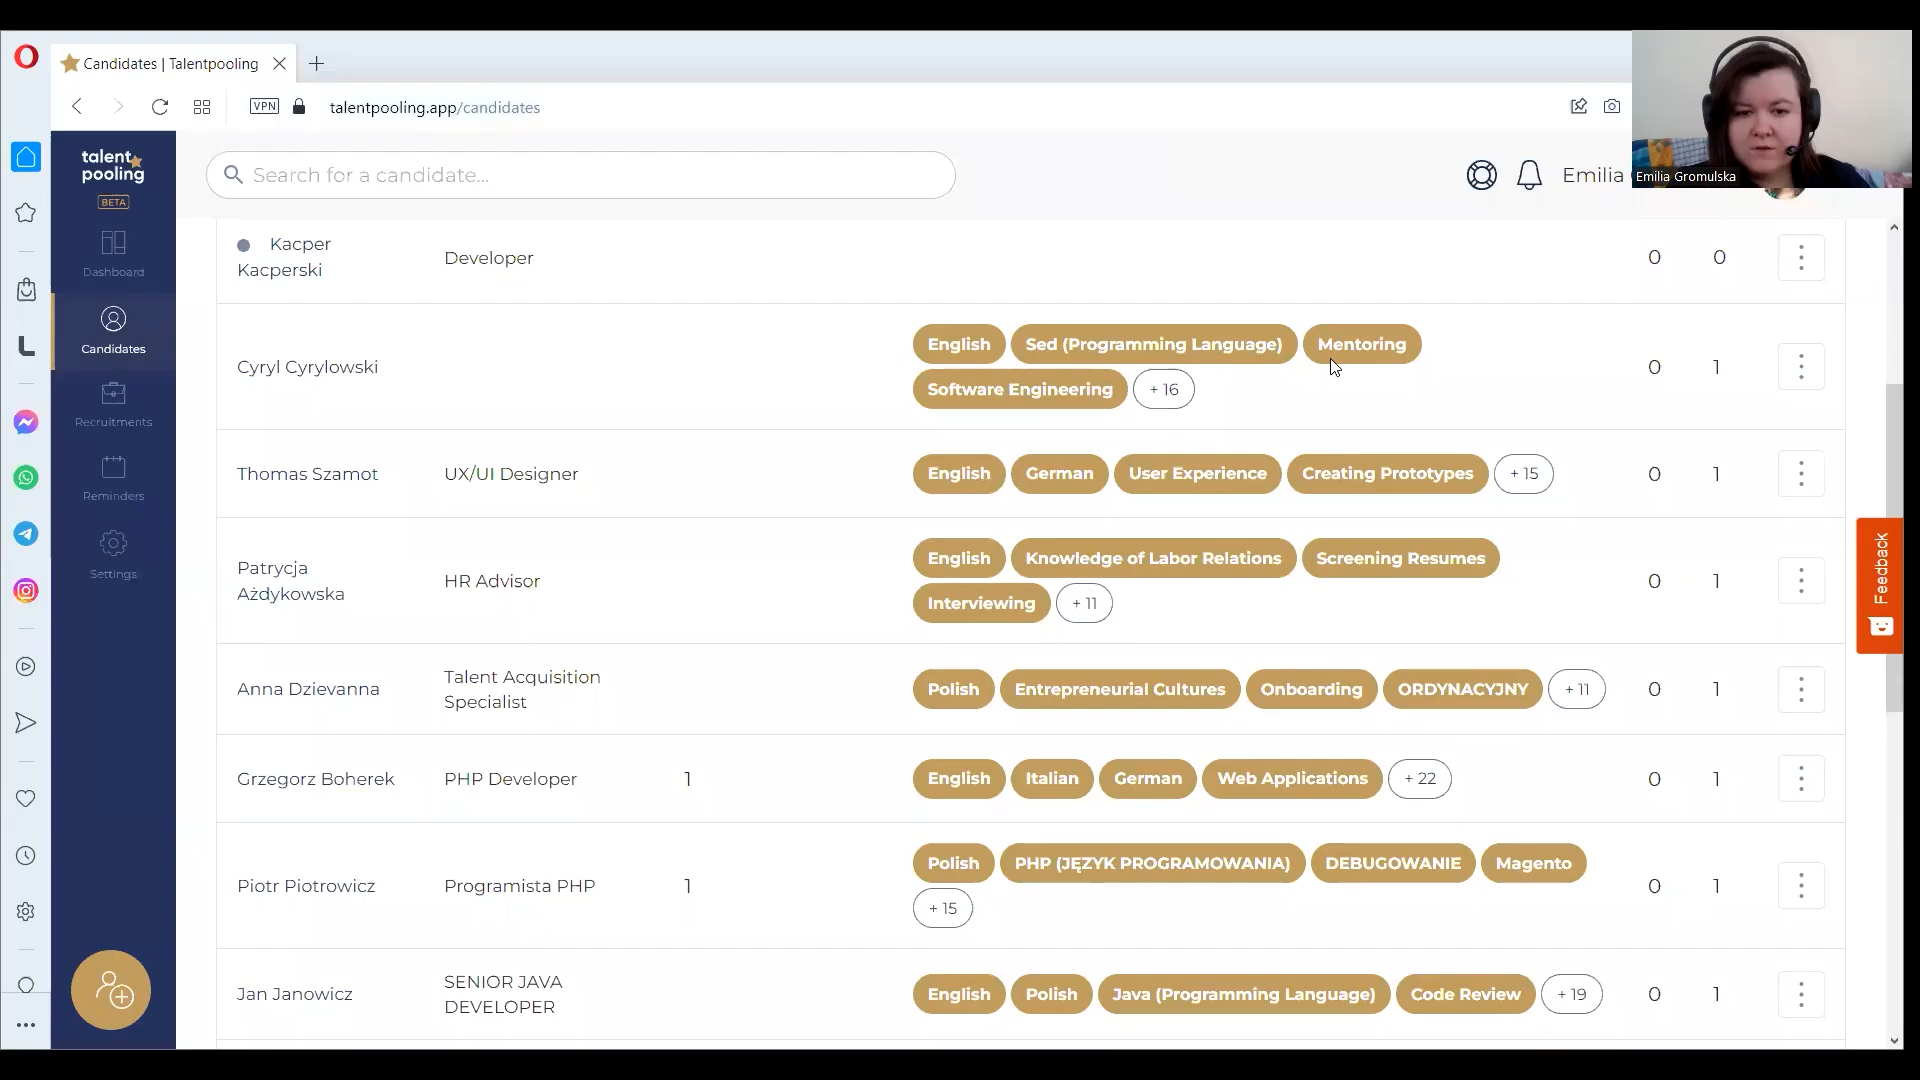 Candidates | Talentpooling
VPN
talentpooling.app/candidates
talent
pooling
BETA
Search for a candidate...
Emilia
Emilia Gromulska
Dashboard
Candidates
Recruitments
Reminders
Settings
Kacper
Kacperski
Developer
0
0
Cyryl Cyrylowski
English
Sed (Programming Language)
Mentoring
Software Engineering
+ 16
0
1
Thomas Szamot
UX/UI Designer
English
German
User Experience
Creating Prototypes
+ 15
0
1
Patrycja
Ażdykowska
HR Advisor
English
Knowledge of Labor Relations
Screening Resumes
Interviewing
+ 11
0
1
Anna Dzievanna
Talent Acquisition
Specialist
Polish
Entrepreneurial Cultures
Onboarding
ORDYNACYJNY
+ 11
0
1
Grzegorz Boherek
PHP Developer
1
English
Italian
German
Web Applications
+ 22
0
1
Piotr Piotrowicz
Programista PHP
1
Polish
PHP (JĘZYK PROGRAMOWANIA)
DEBUGOWANIE
Magento
+ 15
0
1
Jan Janowicz
SENIOR JAVA
DEVELOPER
English
Polish
Java (Programming Language)
Code Review
+ 19
0
1
Feedback